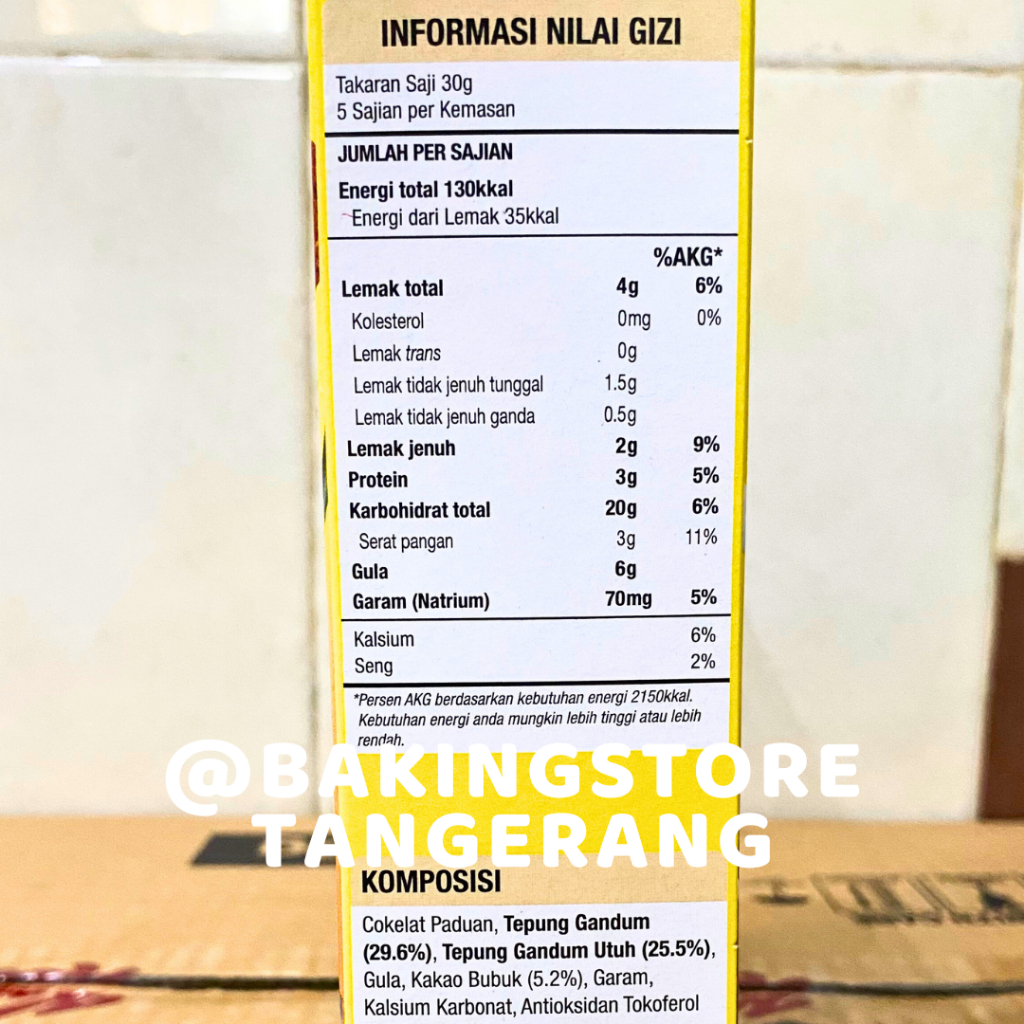 INFORMASI NILAI GIZI
Takaran Saji 30g
5 Sajian per Kemasan
JUMLAH PER SAJIAN
Energi total 130kkal
Energi dari Lemak 35kkal
%AKG*
Lemak total 4g 6%
Kolesterol 0mg 0%
Lemak trans 0g
Lemak tidak jenuh tunggal 1.5g
Lemak tidak jenuh ganda 0.5g
Lemak jenuh 2g 9%
Protein 3g 5%
Karbohidrat total 20g 6%
Serat pangan 3g 11%
Gula 6g
Garam (Natrium) 70mg 5%
Kalsium 6%
Seng 2%
*Persen AKG berdasarkan kebutuhan energi 2150kkal.
Kebutuhan energi anda mungkin lebih tinggi atau lebih
rendah.
@BAKINGSTORE
TANGERANG
KOMPOSISI
Cokelat Paduan, Tepung Gandum
(29.6%), Tepung Gandum Utuh (25.5%),
Gula, Kakao Bubuk (5.2%), Garam,
Kalsium Karbonat, Antioksidan Tokoferol